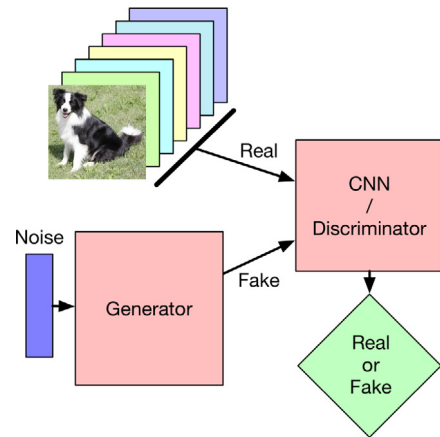 Real
CNN
/
Discriminator
Noise
Generator
Fake
Real
or
Fake